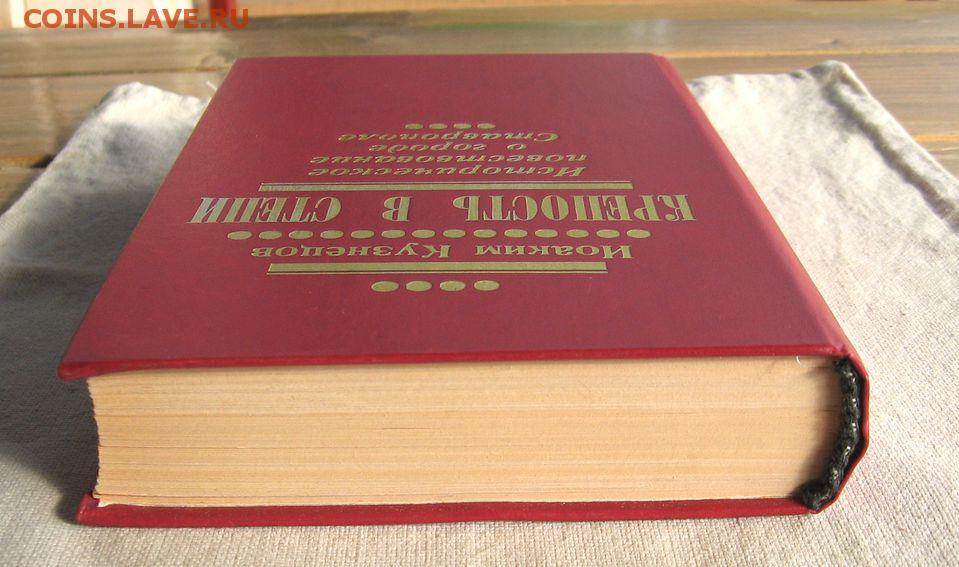 COINS.LAVE.RU
Иоаким Кузнецов
КРЕПОСТЬ В СТЕПИ
Историческое
повествование
о городе
Ставрополе